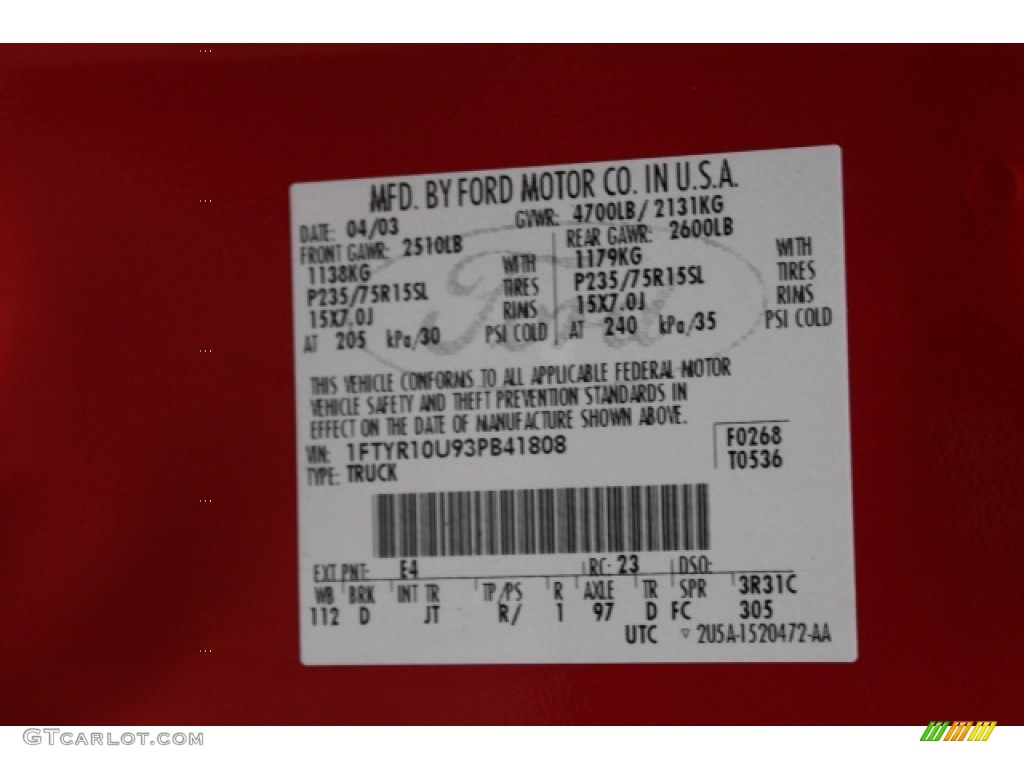 MFD. BY FORD MOTOR CO. IN U.S.A.
DATE: 04/03 GVWR: 4700LB/ 2131KG
FRONT GAWR: 2510LB REAR GAWR: 2600LB
1138KG WITH 1179KG WITH
P235/75R15SL TIRES P235/75R15SL TIRES
15X7.0J RIMS 15X7.0J RIMS
AT 205 kPa/30 PSI COLD AT 240 kPa/35 PSI COLD
Ford
THIS VEHICLE CONFORMS TO ALL APPLICABLE FEDERAL MOTOR
VEHICLE SAFETY AND THEFT PREVENTION STANDARDS IN
EFFECT ON THE DATE OF MANUFACTURE SHOWN ABOVE.
VIN: 1FTYR10U93PB41808 F0268
TYPE: TRUCK T0536
EXT PNT: E4 RC: 23 DSO:
WB BRK INT TR TP/PS R AXLE TR SPR 3R31C
112 D JT R/ 1 97 D FC 305
UTC ▽ 2U5A-1520472-AA
GTCARLOT.COM